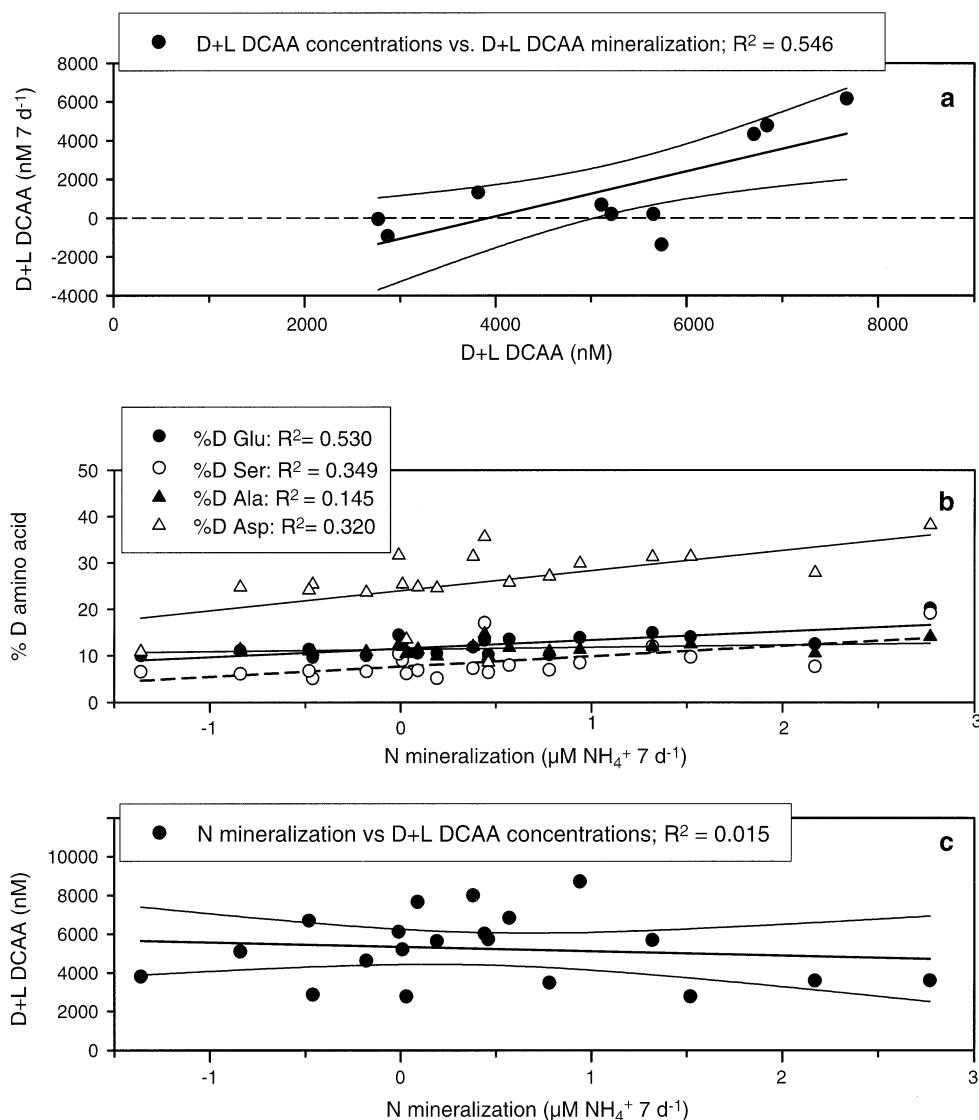 D+L DCAA concentrations vs. D+L DCAA mineralization; R² = 0.546
a
8000
6000
4000
2000
0
-2000
-4000
D+L DCAA (nM 7 d⁻¹)
0 2000 4000 6000 8000
D+L DCAA (nM)
%D Glu: R²= 0.530
%D Ser: R² = 0.349
%D Ala: R² = 0.145
%D Asp: R²= 0.320
b
50
40
30
20
10
0
% D amino acid
-1 0 1 2 3
N mineralization (µM NH₄⁺ 7 d⁻¹)
N mineralization vs D+L DCAA concentrations; R² = 0.015
c
10000
8000
6000
4000
2000
0
D+L DCAA (nM)
-1 0 1 2 3
N mineralization (µM NH₄⁺ 7 d⁻¹)